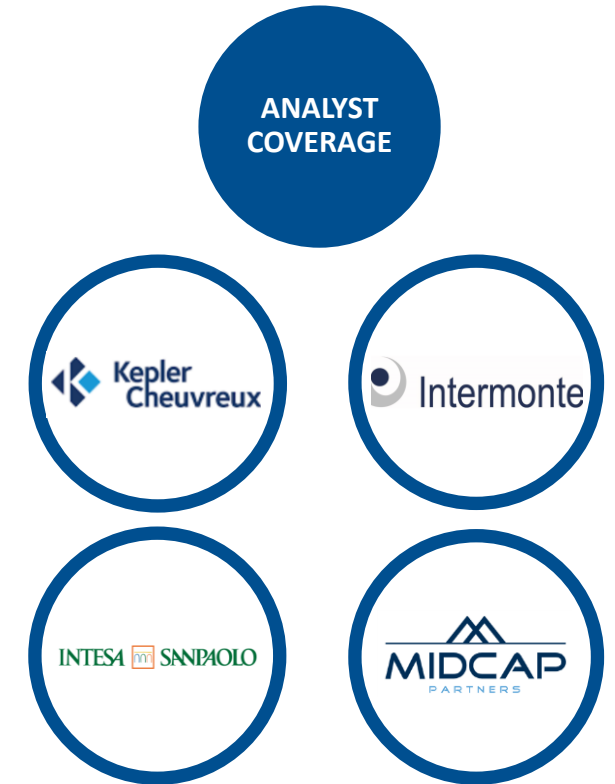 ANALYST
COVERAGE
Kepler
Cheuvreux
Intermonte
INTESA SANPAOLO
MIDCAP
PARTNERS